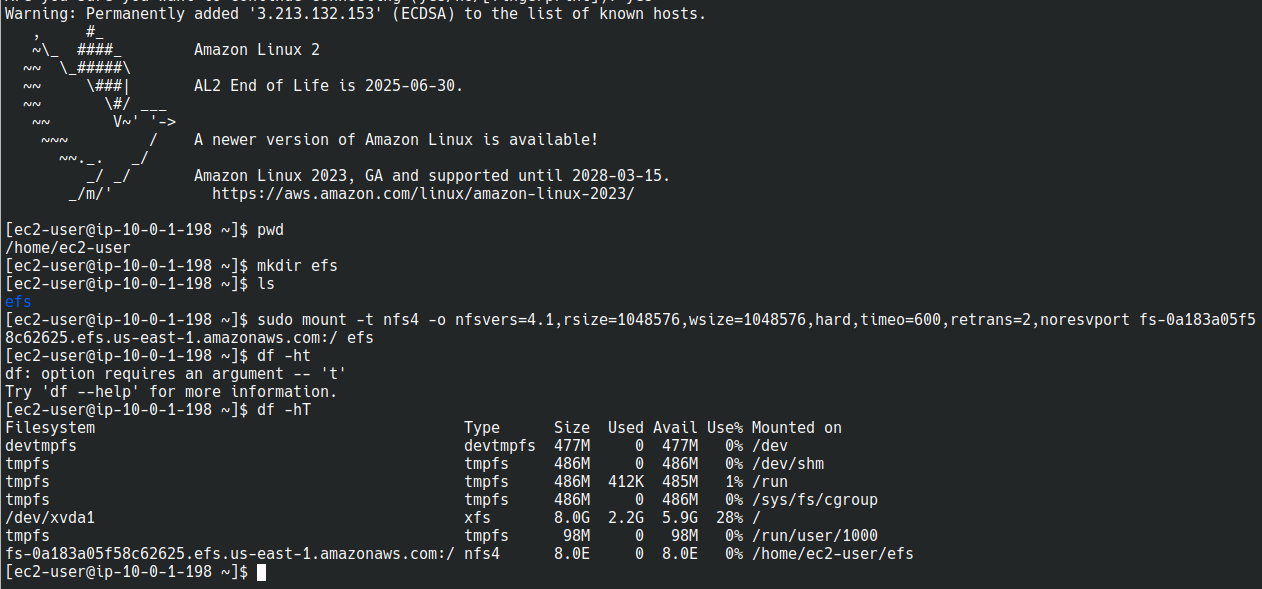 Warning: Permanently added '3.213.132.153' (ECDSA) to the list of known hosts.
   ,     #_
   ~\_  ####_        Amazon Linux 2
  ~~  \_#####\
  ~~     \###|       AL2 End of Life is 2025-06-30.
  ~~       \#/ ___
   ~~       V~' '->
    ~~~         /    A newer version of Amazon Linux is available!
      ~~._.   _/
         _/ _/       Amazon Linux 2023, GA and supported until 2028-03-15.
       _/m/'           https://aws.amazon.com/linux/amazon-linux-2023/
[ec2-user@ip-10-0-1-198 ~]$ pwd
/home/ec2-user
[ec2-user@ip-10-0-1-198 ~]$ mkdir efs
[ec2-user@ip-10-0-1-198 ~]$ ls
efs
[ec2-user@ip-10-0-1-198 ~]$ sudo mount -t nfs4 -o nfsvers=4.1,rsize=1048576,wsize=1048576,hard,timeo=600,retrans=2,noresvport fs-0a183a05f5
8c62625.efs.us-east-1.amazonaws.com:/ efs
[ec2-user@ip-10-0-1-198 ~]$ df -ht
df: option requires an argument -- 't'
Try 'df --help' for more information.
[ec2-user@ip-10-0-1-198 ~]$ df -hT
Filesystem                                         Type      Size  Used Avail Use% Mounted on
devtmpfs                                           devtmpfs  477M     0  477M   0% /dev
tmpfs                                              tmpfs     486M     0  486M   0% /dev/shm
tmpfs                                              tmpfs     486M  412K  485M   1% /run
tmpfs                                              tmpfs     486M     0  486M   0% /sys/fs/cgroup
/dev/xvda1                                         xfs       8.0G  2.2G  5.9G  28% /
tmpfs                                              tmpfs      98M     0   98M   0% /run/user/1000
fs-0a183a05f58c62625.efs.us-east-1.amazonaws.com:/ nfs4      8.0E     0  8.0E   0% /home/ec2-user/efs
[ec2-user@ip-10-0-1-198 ~]$